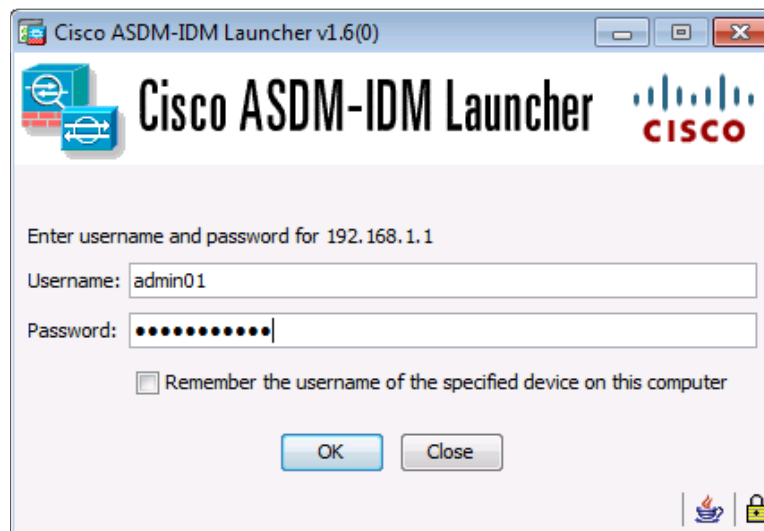 Cisco ASDM-IDM Launcher v1.6(0)
Cisco ASDM-IDM Launcher
CISCO
Enter username and password for 192.168.1.1
Username: admin01
Password: ●●●●●●●●●●●
Remember the username of the specified device on this computer
OK Close